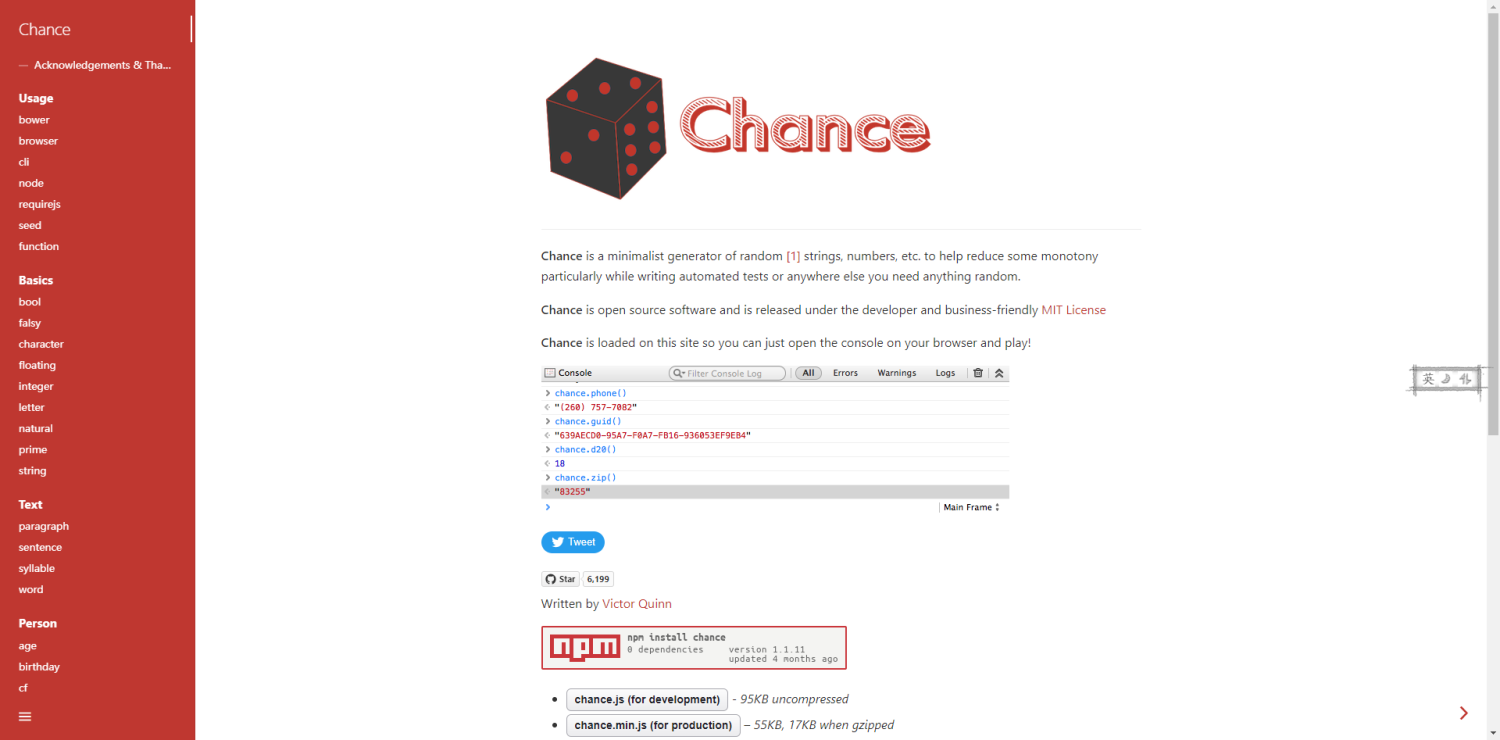 Chance
— Acknowledgements & Tha...
Usage
bower
browser
cli
node
requirejs
seed
function
Basics
bool
falsy
character
floating
integer
letter
natural
prime
string
Text
paragraph
sentence
syllable
word
Person
age
birthday
cf
Chance
Chance is a minimalist generator of random [1] strings, numbers, etc. to help reduce some monotony
particularly while writing automated tests or anywhere else you need anything random.
Chance is open source software and is released under the developer and business-friendly MIT License
Chance is loaded on this site so you can just open the console on your browser and play!
Console Filter Console Log All Errors Warnings Logs
> chance.phone()
< "(260) 757-7082"
> chance.guid()
< "639AECD0-95A7-F0A7-FB16-936053EF9EB4"
> chance.d20()
< 18
> chance.zip()
< "83255"
> Main Frame
Tweet
Star 6,199
Written by Victor Quinn
npm npm install chance
0 dependencies version 1.1.11
updated 4 months ago
• chance.js (for development) - 95KB uncompressed
• chance.min.js (for production) – 55KB, 17KB when gzipped
英